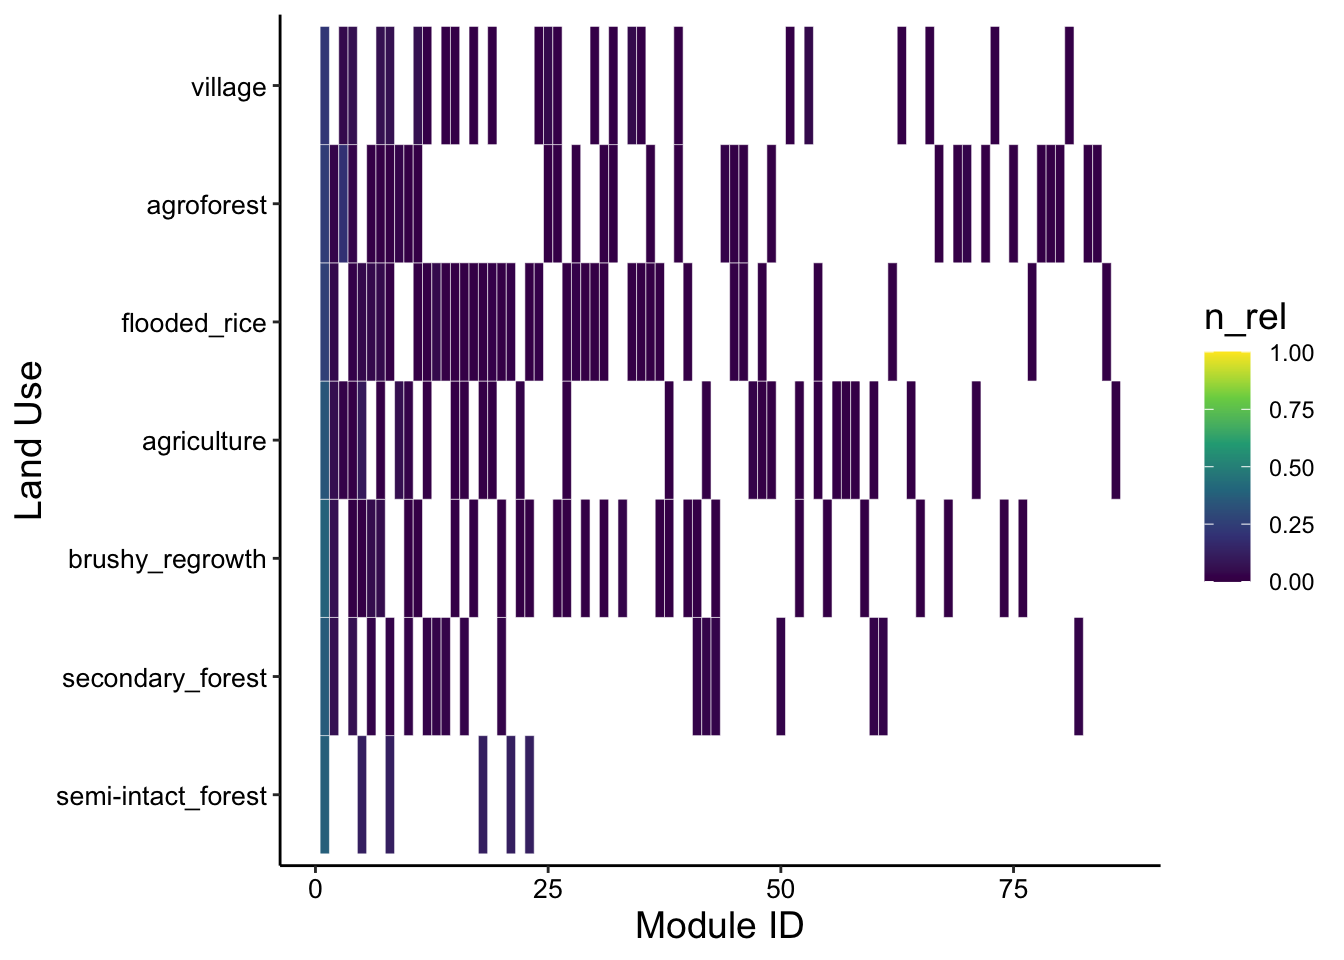 village
agroforest
flooded_rice
agriculture
brushy_regrowth
secondary_forest
semi-intact_forest
Land Use
0 25 50 75
Module ID
n_rel
1.00
0.75
0.50
0.25
0.00